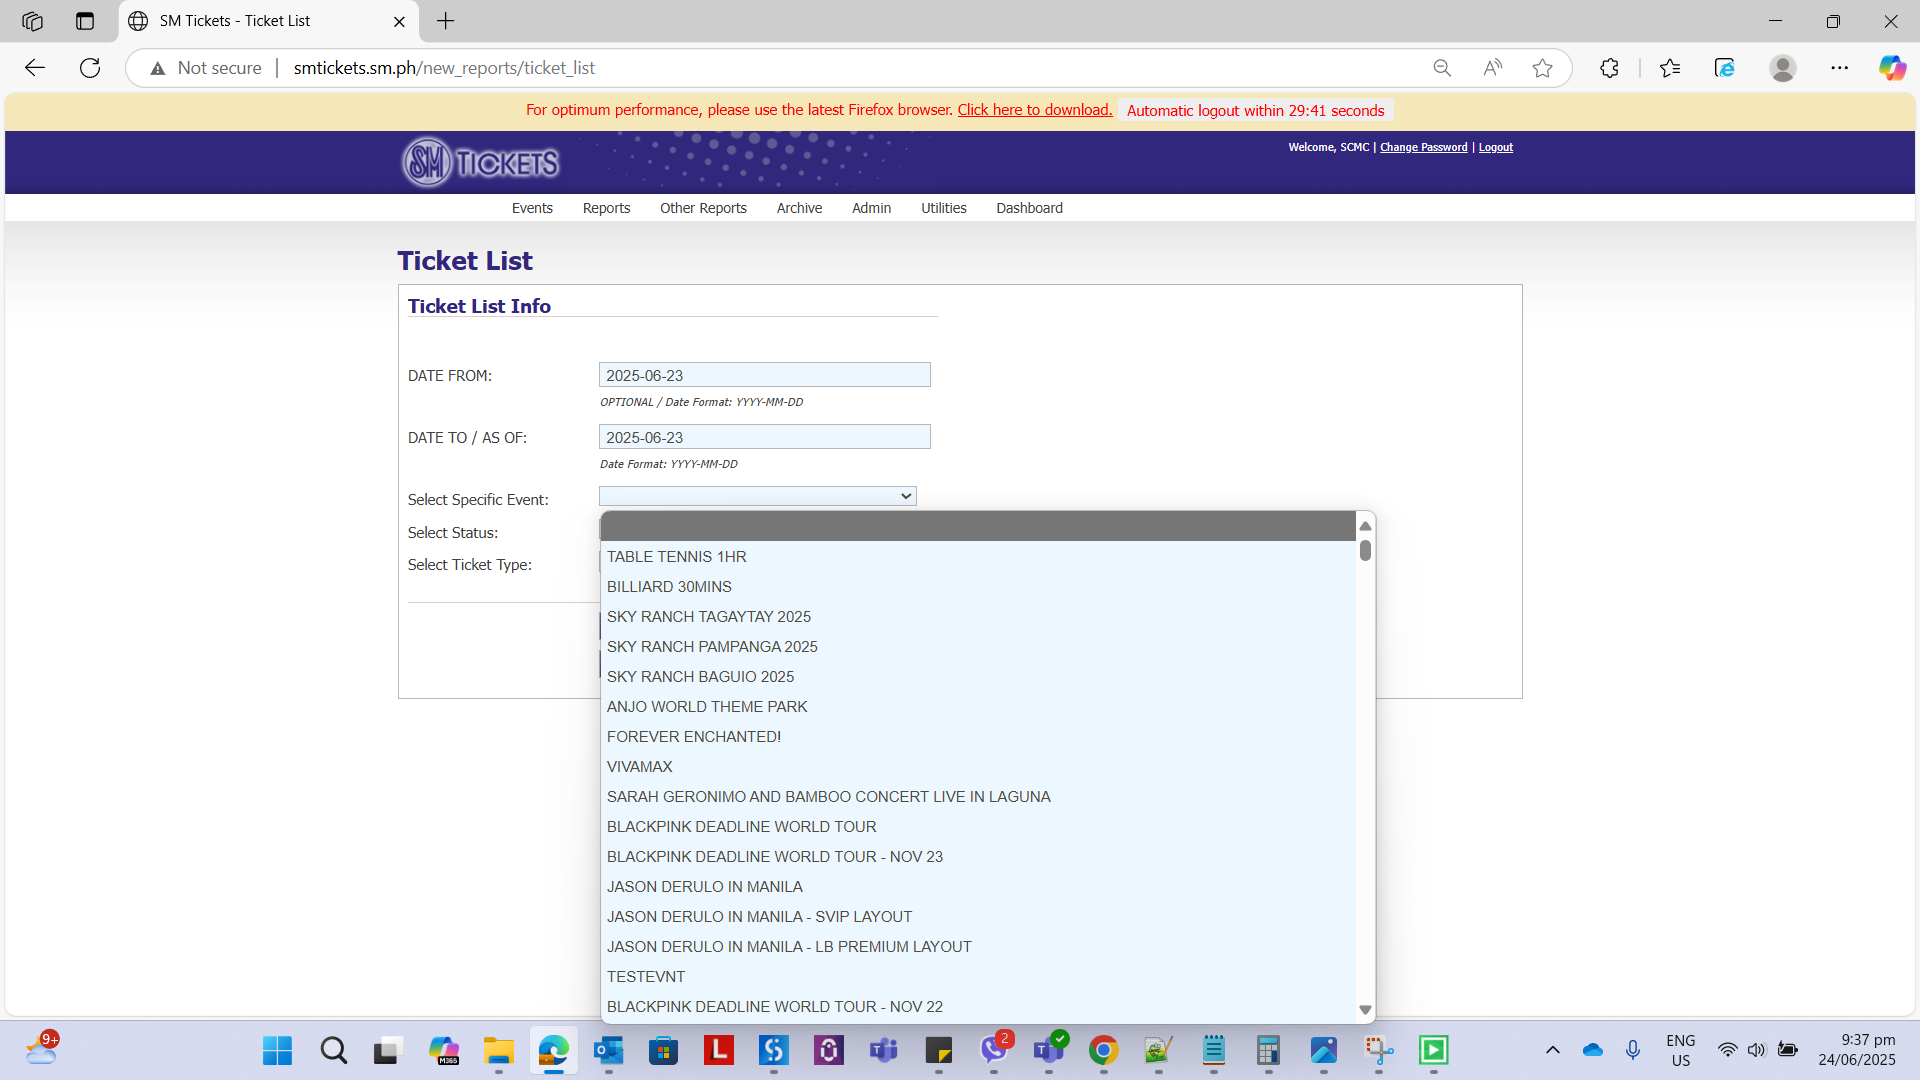 SM Tickets - Ticket List
Not secure
smtickets.sm.ph/new_reports/ticket_list
For optimum performance, please use the latest Firefox browser. Click here to download. Automatic logout within 29:41 seconds
SM TICKETS
Welcome, SCMC | Change Password | Logout
Events Reports Other Reports Archive Admin Utilities Dashboard
Ticket List
Ticket List Info
DATE FROM: 2025-06-23
OPTIONAL / Date Format: YYYY-MM-DD
DATE TO / AS OF: 2025-06-23
Date Format: YYYY-MM-DD
Select Specific Event:
Select Status:
Select Ticket Type:
TABLE TENNIS 1HR
BILLIARD 30MINS
SKY RANCH TAGAYTAY 2025
SKY RANCH PAMPANGA 2025
SKY RANCH BAGUIO 2025
ANJO WORLD THEME PARK
FOREVER ENCHANTED!
VIVAMAX
SARAH GERONIMO AND BAMBOO CONCERT LIVE IN LAGUNA
BLACKPINK DEADLINE WORLD TOUR
BLACKPINK DEADLINE WORLD TOUR - NOV 23
JASON DERULO IN MANILA
JASON DERULO IN MANILA - SVIP LAYOUT
JASON DERULO IN MANILA - LB PREMIUM LAYOUT
TESTEVNT
BLACKPINK DEADLINE WORLD TOUR - NOV 22
9+
M365
L
2
ENG
US
9:37 pm
24/06/2025